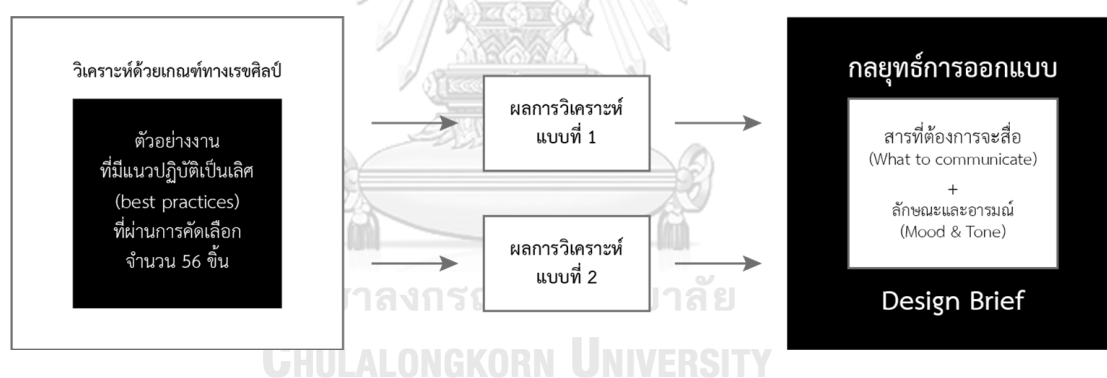 วิเคราะห์ด้วยเกณฑ์ทางเรขศิลป์
ตัวอย่างงาน
ที่มีแนวปฏิบัติเป็นเลิศ
(best practices)
ที่ผ่านการคัดเลือก
จำนวน 56 ชิ้น
ผลการวิเคราะห์
แบบที่ 1
ผลการวิเคราะห์
แบบที่ 2
กลยุทธ์การออกแบบ
สารที่ต้องการจะสื่อ
(What to communicate)
+
ลักษณะและอารมณ์
(Mood & Tone)
Design Brief
CHULALONGKORN UNIVERSITY